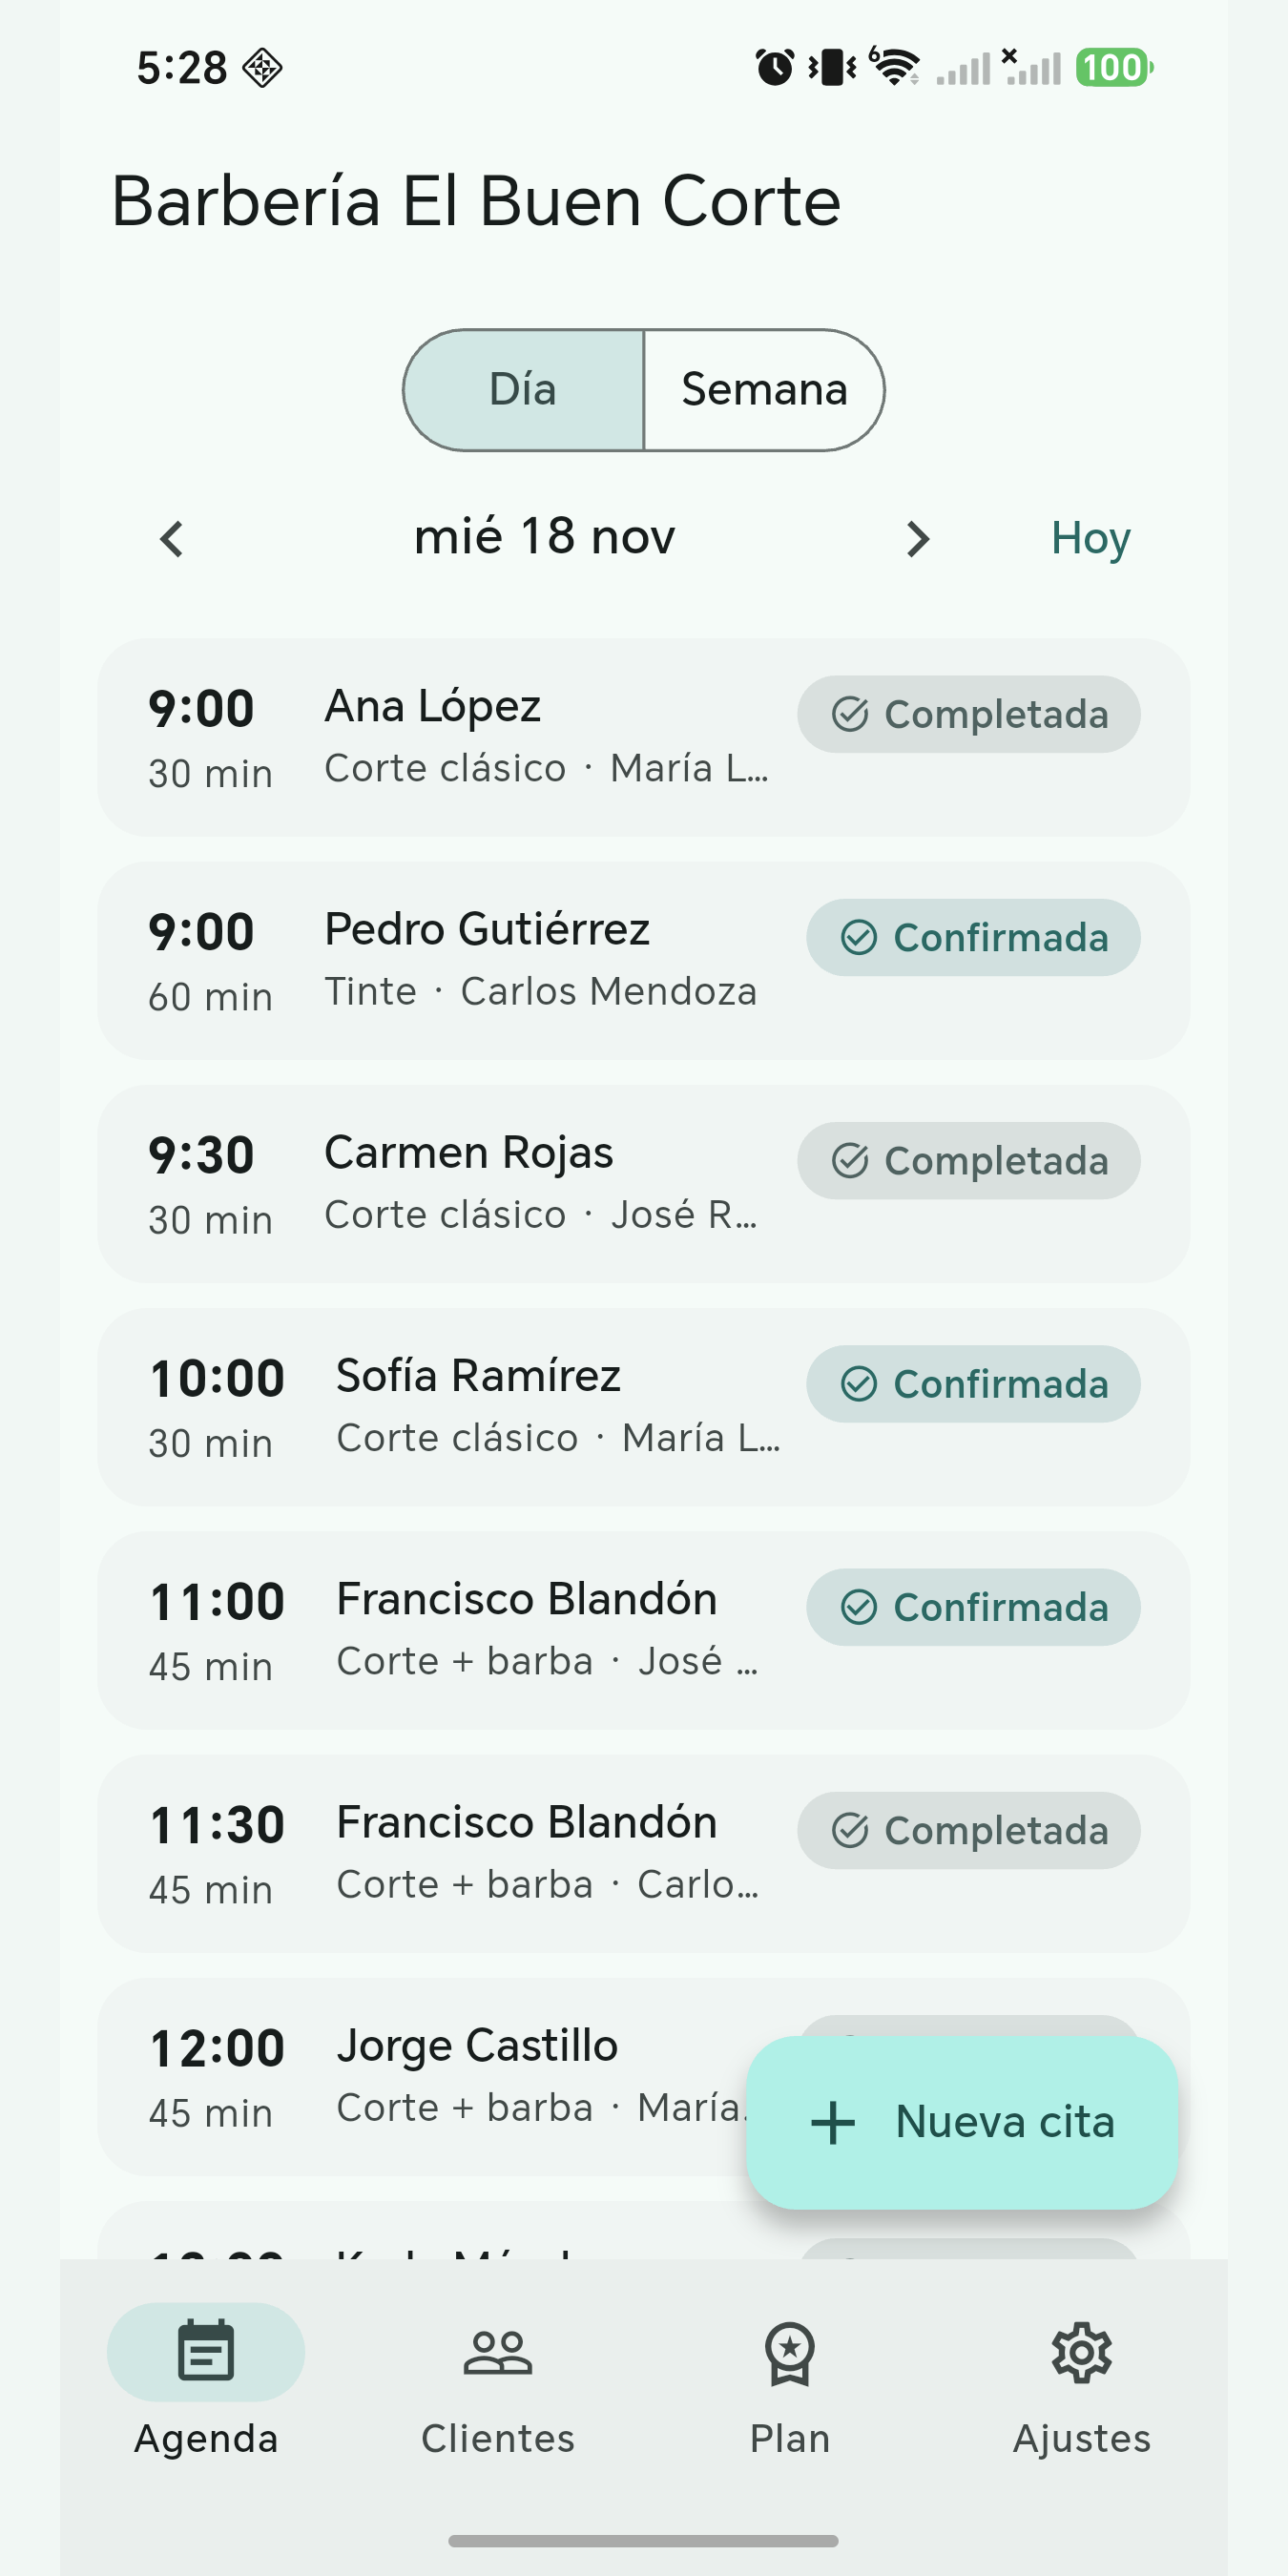 5:28
6 100
Barbería El Buen Corte
Día Semana
mié 18 nov Hoy
9:00 Ana López Completada
30 min Corte clásico · María L...
9:00 Pedro Gutiérrez Confirmada
60 min Tinte · Carlos Mendoza
9:30 Carmen Rojas Completada
30 min Corte clásico · José R...
10:00 Sofía Ramírez Confirmada
30 min Corte clásico · María L...
11:00 Francisco Blandón Confirmada
45 min Corte + barba · José ...
11:30 Francisco Blandón Completada
45 min Corte + barba · Carlo...
12:00 Jorge Castillo
45 min Corte + barba · María
+ Nueva cita
Agenda Clientes Plan Ajustes